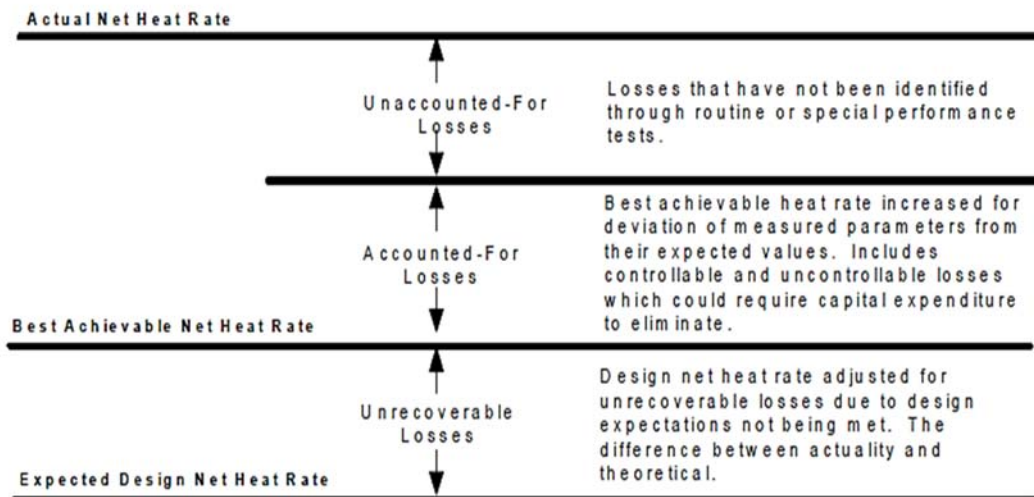 Actual Net Heat Rate
Unaccounted-For
Losses
Losses that have not been identified
through routine or special performance
tests.
Accounted-For
Losses
Best achievable heat rate increased for
deviation of measured parameters from
their expected values. Includes
controllable and uncontrollable losses
which could require capital expenditure
to eliminate.
Best Achievable Net Heat Rate
Unrecoverable
Losses
Design net heat rate adjusted for
unrecoverable losses due to design
expectations not being met. The
difference between actuality and
theoretical.
Expected Design Net Heat Rate